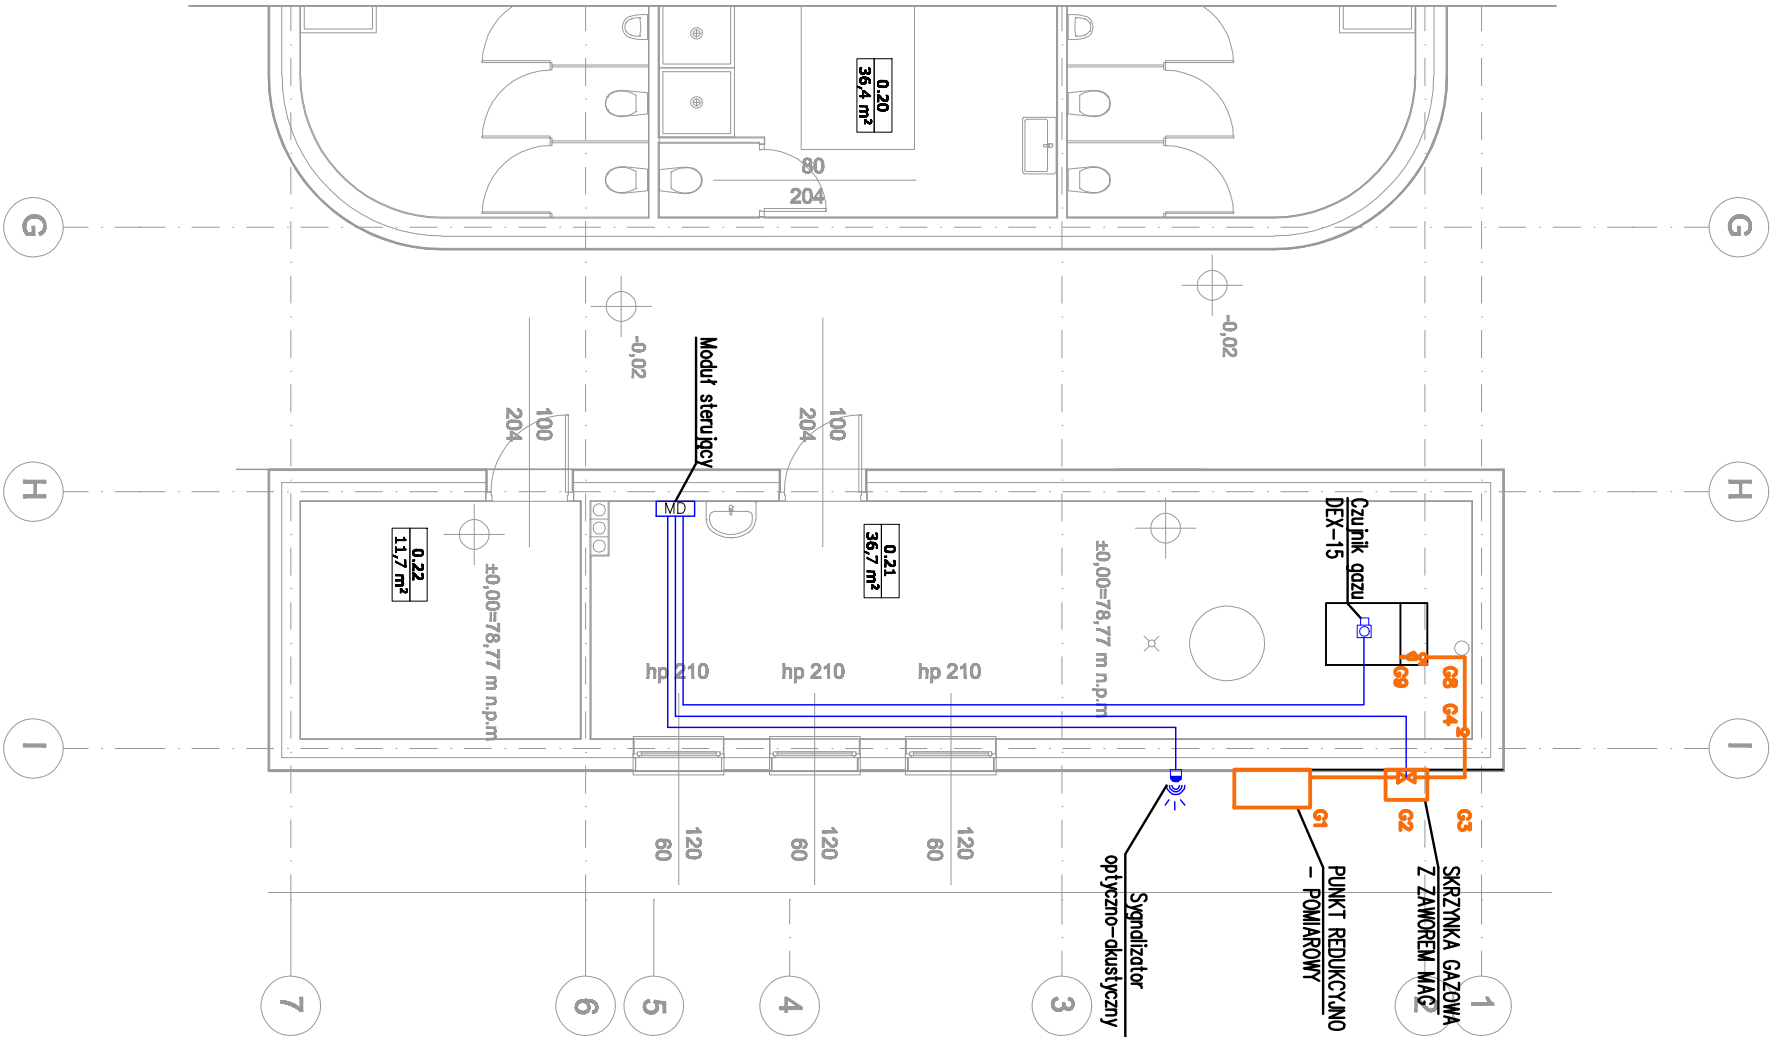 0.20
36,4 m²
80
204
G
G
-0,02
-0,02
Moduł sterujący
100
204
100
204
H
H
MD
Czujnik gazu
DEX-15
0.22
11,7 m²
0.21
36,7 m²
±0,00=78,77 m n.p.m
±0,00=78,77 m n.p.m
hp 210
hp 210
hp 210
G9
G8
G4
I
I
G1
G2
G3
120
60
120
60
120
60
Sygnalizator
optyczno-akustyczny
PUNKT REDUKCYJNO
- POMIAROWY
SKRZYNKA GAZOWA
Z ZAWOREM MAG
7
6
5
4
3
2
1